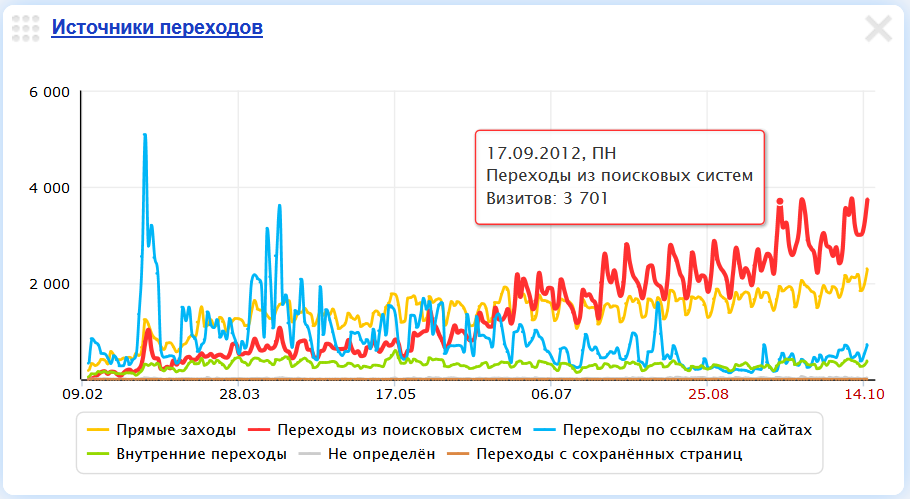 Источники переходов
6 000
4 000
2 000
17.09.2012, ПН
Переходы из поисковых систем
Визитов: 3 701
09.02 28.03 17.05 06.07 25.08 14.10
Прямые заходы Переходы из поисковых систем Переходы по ссылкам на сайтах
Внутренние переходы Не определён Переходы с сохранённых страниц